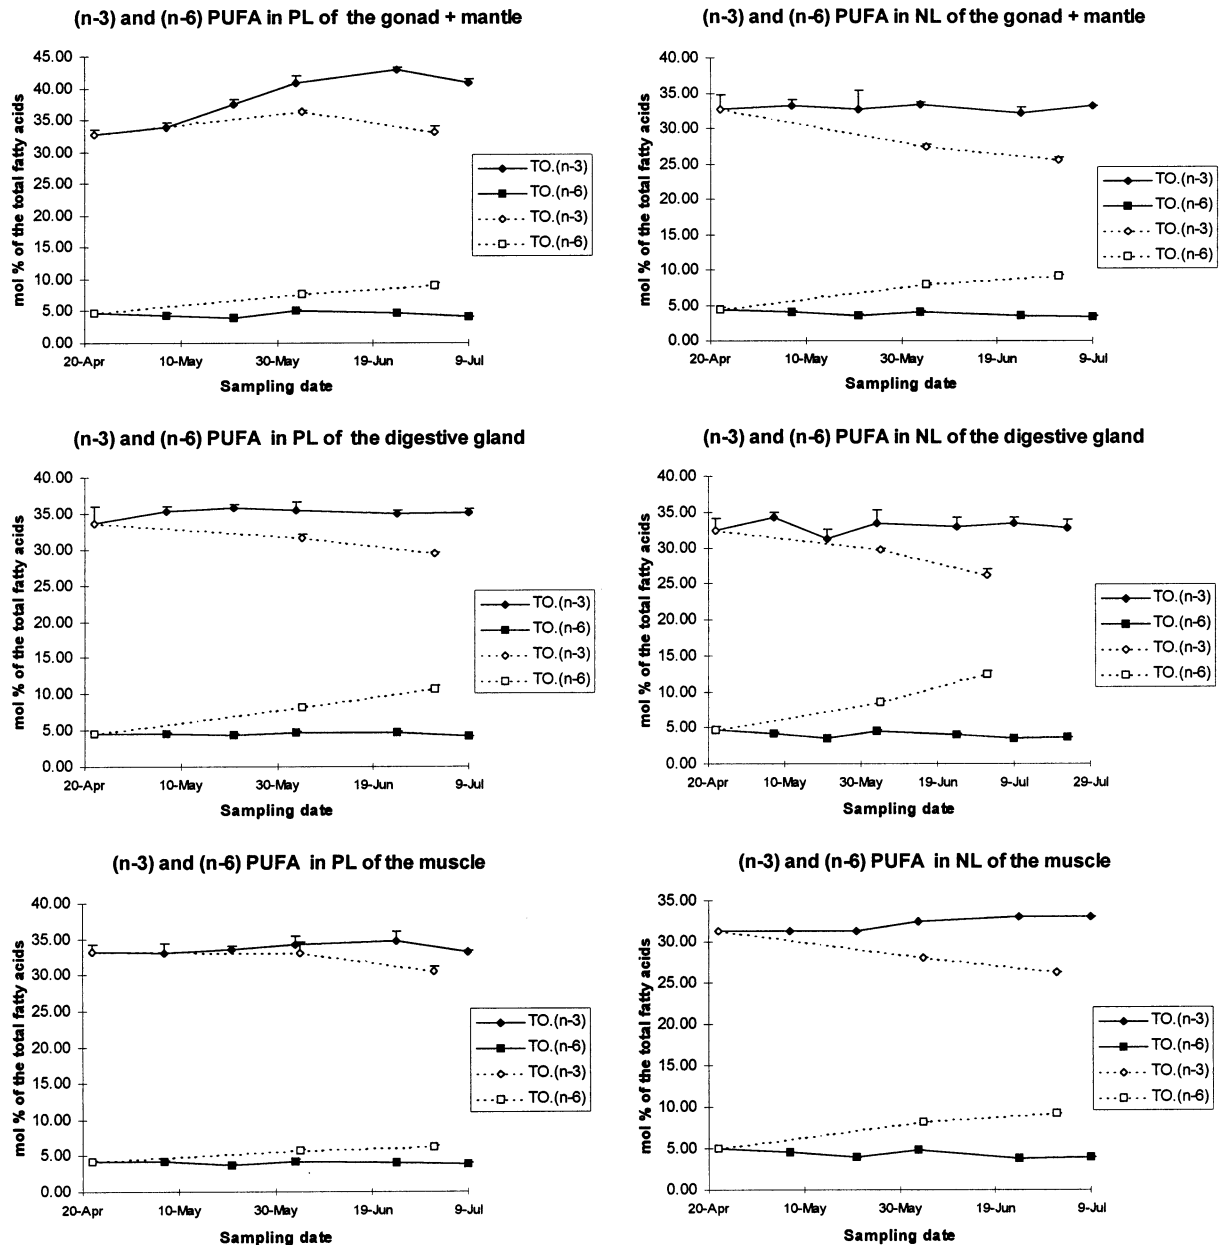 (n-3) and (n-6) PUFA in PL of the gonad + mantle
mol % of the total fatty acids
45.00
40.00
35.00
30.00
25.00
20.00
15.00
10.00
5.00
0.00
20-Apr 10-May 30-May 19-Jun 9-Jul
Sampling date
TO.(n-3)
TO.(n-6)
TO.(n-3)
TO.(n-6)
(n-3) and (n-6) PUFA in NL of the gonad + mantle
mol % of the total fatty acids
40.00
35.00
30.00
25.00
20.00
15.00
10.00
5.00
0.00
20-Apr 10-May 30-May 19-Jun 9-Jul
Sampling date
TO.(n-3)
TO.(n-6)
TO.(n-3)
TO.(n-6)
(n-3) and (n-6) PUFA in PL of the digestive gland
mol % of the total fatty acids
40.00
35.00
30.00
25.00
20.00
15.00
10.00
5.00
0.00
20-Apr 10-May 30-May 19-Jun 9-Jul
Sampling date
TO.(n-3)
TO.(n-6)
TO.(n-3)
TO.(n-6)
(n-3) and (n-6) PUFA in NL of the digestive gland
mol % of the total fatty acids
40.00
35.00
30.00
25.00
20.00
15.00
10.00
5.00
0.00
20-Apr 10-May 30-May 19-Jun 9-Jul 29-Jul
Sampling date
TO.(n-3)
TO.(n-6)
TO.(n-3)
TO.(n-6)
(n-3) and (n-6) PUFA in PL of the muscle
mol % of the total fatty acids
40.00
35.00
30.00
25.00
20.00
15.00
10.00
5.00
0.00
20-Apr 10-May 30-May 19-Jun 9-Jul
Sampling date
TO.(n-3)
TO.(n-6)
TO.(n-3)
TO.(n-6)
(n-3) and (n-6) PUFA in NL of the muscle
mol % of the total fatty acids
35.00
30.00
25.00
20.00
15.00
10.00
5.00
0.00
20-Apr 10-May 30-May 19-Jun 9-Jul
Sampling date
TO.(n-3)
TO.(n-6)
TO.(n-3)
TO.(n-6)